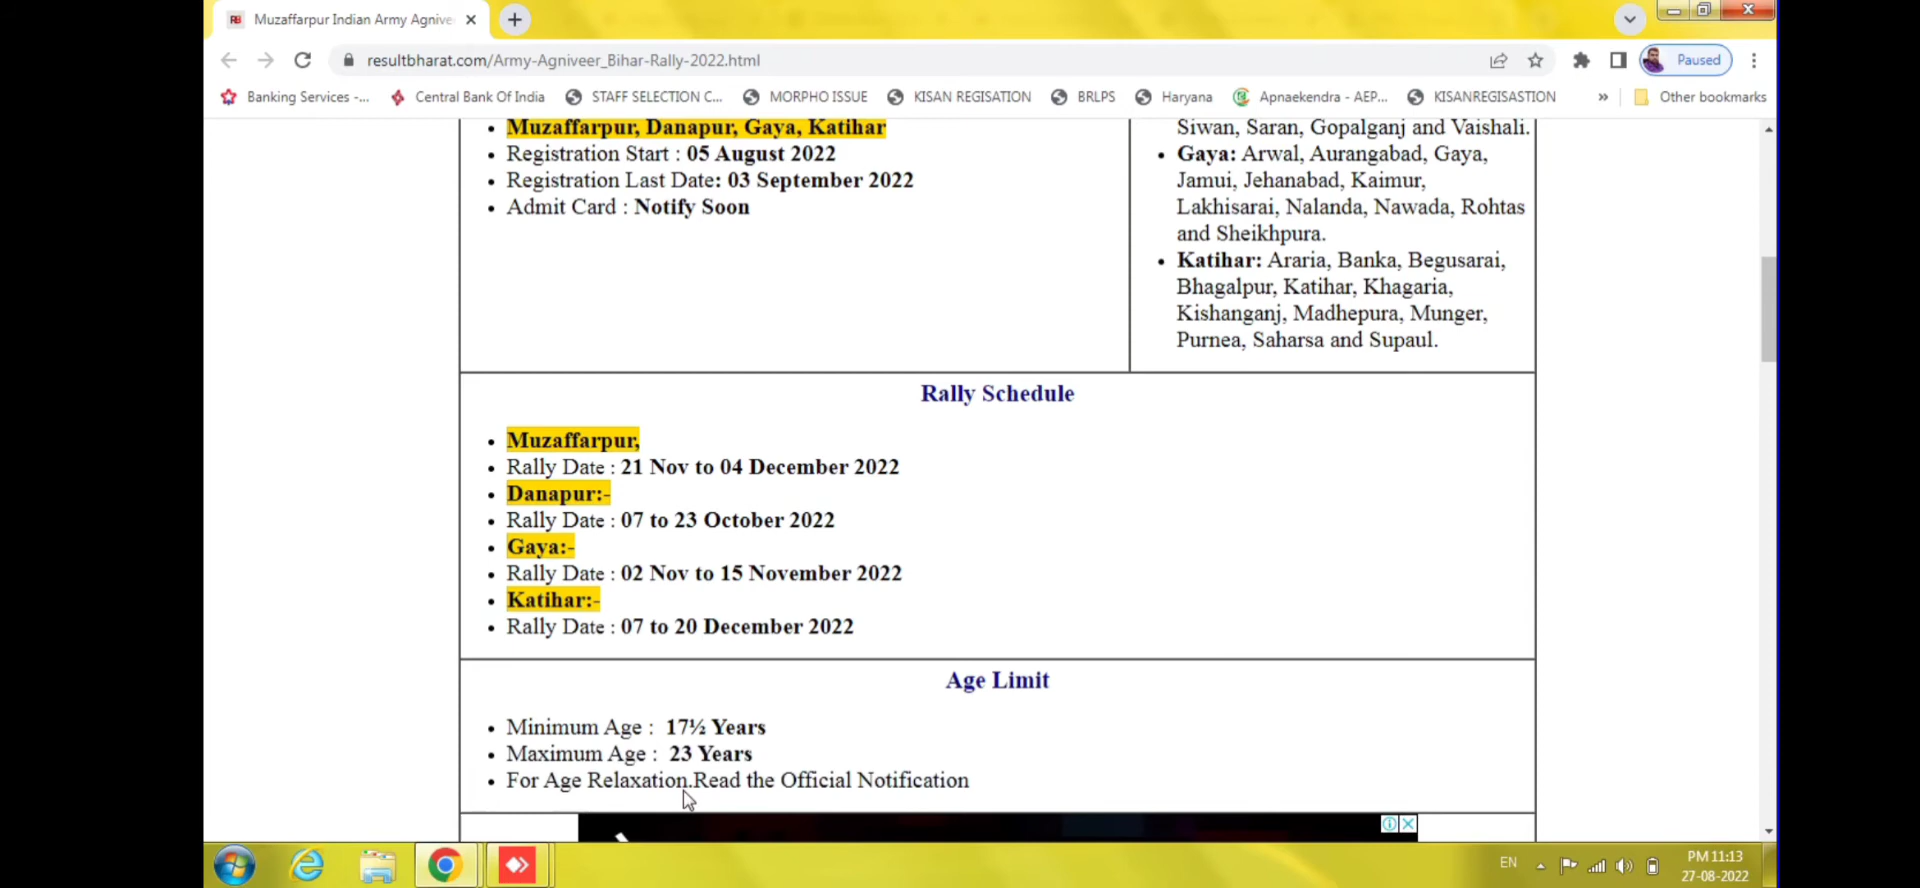 Muzaffarpur Indian Army Agnive
resultbharat.com/Army-Agniveer_Bihar-Rally-2022.html
Paused
Banking Services -... Central Bank Of India STAFF SELECTION C... MORPHO ISSUE KISAN REGISATION BRLPS Haryana Apnaekendra - AEP... KISANREGISASTION » Other bookmarks
Muzaffarpur, Danapur, Gaya, Katihar
Registration Start : 05 August 2022
Registration Last Date: 03 September 2022
Admit Card : Notify Soon
Siwan, Saran, Gopalganj and Vaishali.
Gaya: Arwal, Aurangabad, Gaya,
Jamui, Jehanabad, Kaimur,
Lakhisarai, Nalanda, Nawada, Rohtas
and Sheikhpura.
Katihar: Araria, Banka, Begusarai,
Bhagalpur, Katihar, Khagaria,
Kishanganj, Madhepura, Munger,
Purnea, Saharsa and Supaul.
Rally Schedule
Muzaffarpur,
Rally Date : 21 Nov to 04 December 2022
Danapur:-
Rally Date : 07 to 23 October 2022
Gaya:-
Rally Date : 02 Nov to 15 November 2022
Katihar:-
Rally Date : 07 to 20 December 2022
Age Limit
Minimum Age : 17½ Years
Maximum Age : 23 Years
For Age Relaxation.Read the Official Notification
EN
PM 11:13
27-08-2022